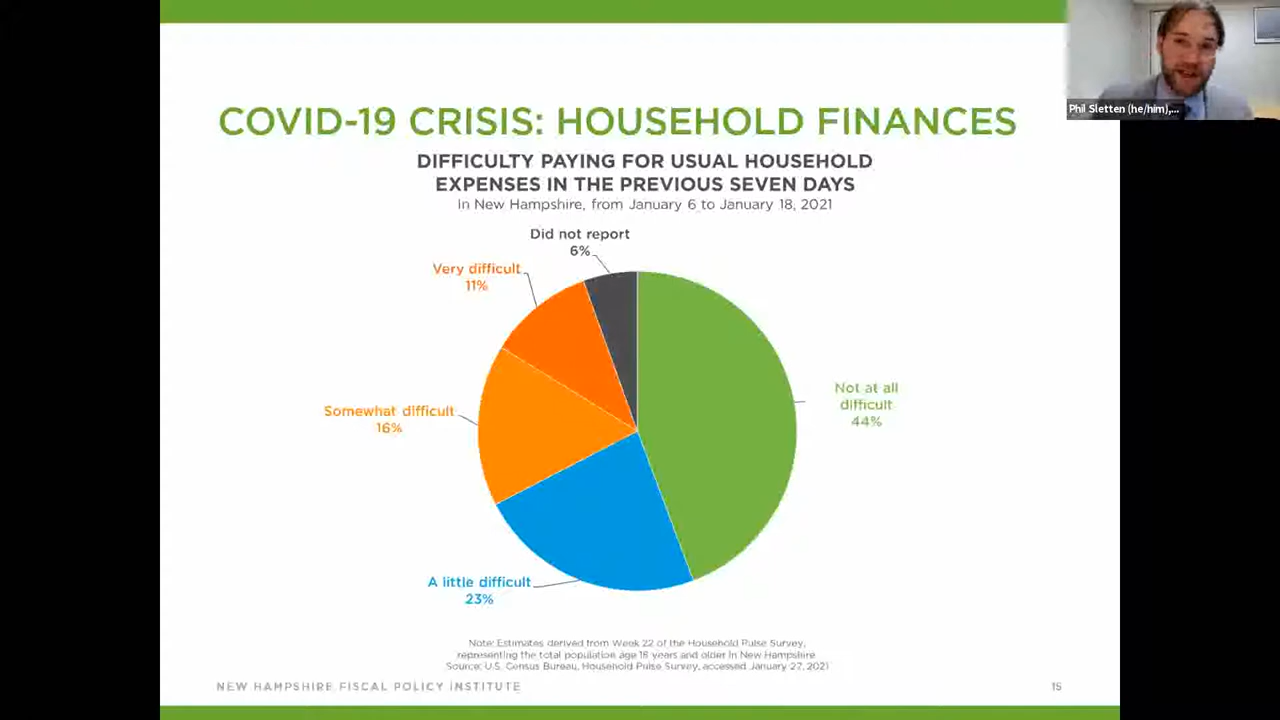 Phil Sletten (he/him),...
COVID-19 CRISIS: HOUSEHOLD FINANCES
DIFFICULTY PAYING FOR USUAL HOUSEHOLD
EXPENSES IN THE PREVIOUS SEVEN DAYS
In New Hampshire, from January 6 to January 18, 2021
Did not report
6%
Very difficult
11%
Not at all
difficult
44%
Somewhat difficult
16%
A little difficult
23%
Note: Estimates derived from Week 22 of the Household Pulse Survey,
representing the total population age 18 years and older in New Hampshire
Source: U.S. Census Bureau, Household Pulse Survey, accessed January 27, 2021
NEW HAMPSHIRE FISCAL POLICY INSTITUTE
15